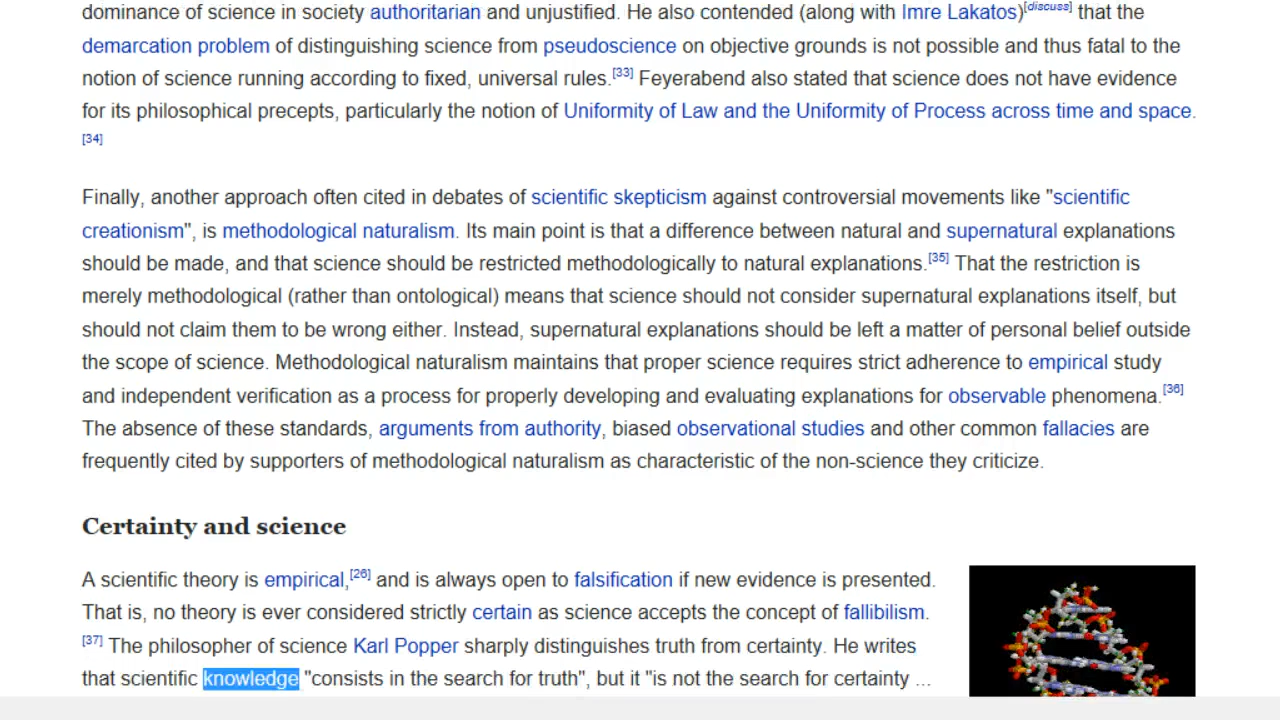 dominance of science in society authoritarian and unjustified. He also contended (along with Imre Lakatos)[discuss] that the
demarcation problem of distinguishing science from pseudoscience on objective grounds is not possible and thus fatal to the
notion of science running according to fixed, universal rules.[33] Feyerabend also stated that science does not have evidence
for its philosophical precepts, particularly the notion of Uniformity of Law and the Uniformity of Process across time and space.
[34]
Finally, another approach often cited in debates of scientific skepticism against controversial movements like "scientific
creationism", is methodological naturalism. Its main point is that a difference between natural and supernatural explanations
should be made, and that science should be restricted methodologically to natural explanations.[35] That the restriction is
merely methodological (rather than ontological) means that science should not consider supernatural explanations itself, but
should not claim them to be wrong either. Instead, supernatural explanations should be left a matter of personal belief outside
the scope of science. Methodological naturalism maintains that proper science requires strict adherence to empirical study
and independent verification as a process for properly developing and evaluating explanations for observable phenomena.[36]
The absence of these standards, arguments from authority, biased observational studies and other common fallacies are
frequently cited by supporters of methodological naturalism as characteristic of the non-science they criticize.
Certainty and science
A scientific theory is empirical,[26] and is always open to falsification if new evidence is presented.
That is, no theory is ever considered strictly certain as science accepts the concept of fallibilism.
[37] The philosopher of science Karl Popper sharply distinguishes truth from certainty. He writes
that scientific knowledge "consists in the search for truth", but it "is not the search for certainty ...